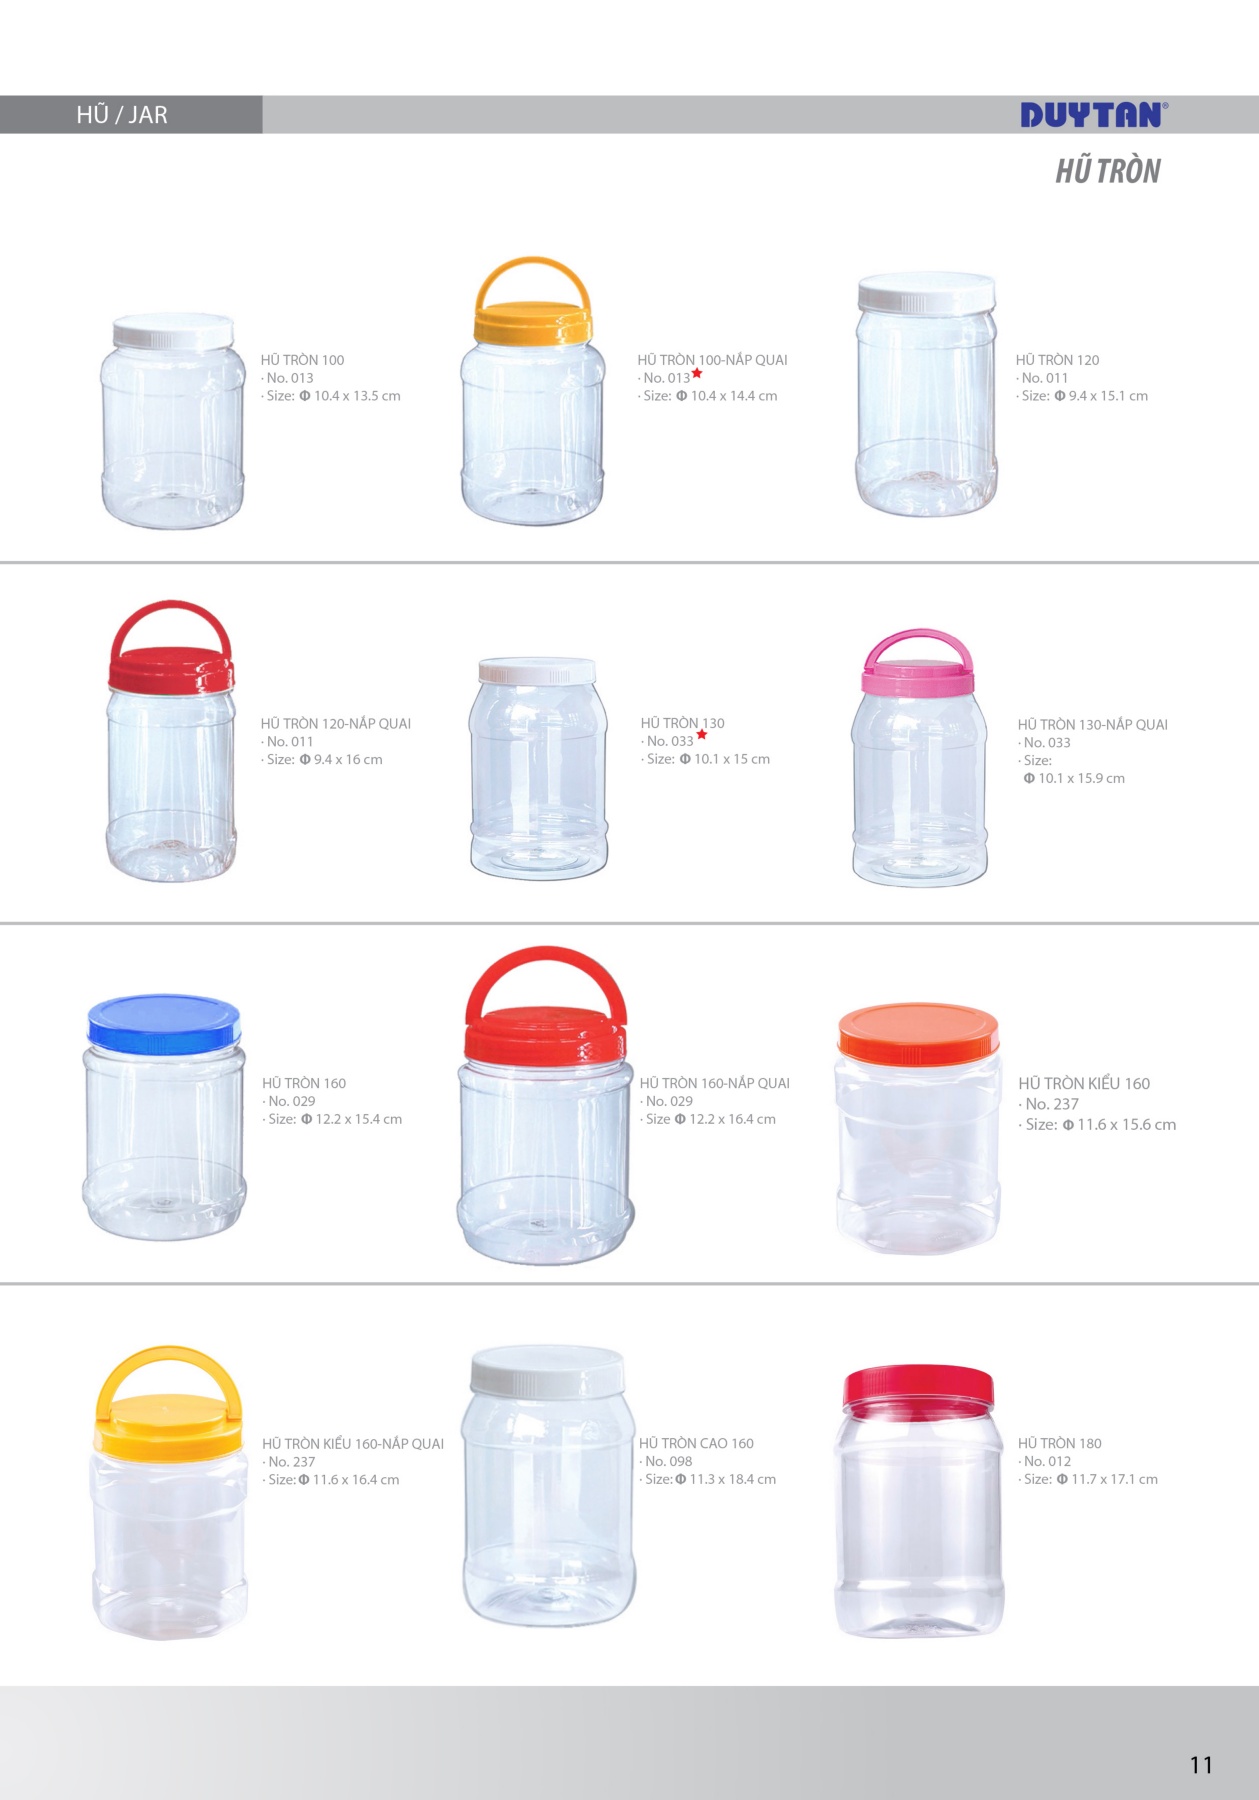 HŨ / JAR
DUYTAN®
HŨ TRÒN
HŨ TRÒN 100
· No. 013
· Size: Φ 10.4 x 13.5 cm
HŨ TRÒN 100-NẮP QUAI
· No. 013
· Size: Φ 10.4 x 14.4 cm
HŨ TRÒN 120
· No. 011
· Size: Φ 9.4 x 15.1 cm
HŨ TRÒN 120-NẮP QUAI
· No. 011
· Size: Φ 9.4 x 16 cm
HŨ TRÒN 130
· No. 033
· Size: Φ 10.1 x 15 cm
HŨ TRÒN 130-NẮP QUAI
· No. 033
· Size:
Φ 10.1 x 15.9 cm
HŨ TRÒN 160
· No. 029
· Size: Φ 12.2 x 15.4 cm
HŨ TRÒN 160-NẮP QUAI
· No. 029
· Size Φ 12.2 x 16.4 cm
HŨ TRÒN KIỂU 160
· No. 237
· Size: Φ 11.6 x 15.6 cm
HŨ TRÒN KIỂU 160-NẮP QUAI
· No. 237
· Size: Φ 11.6 x 16.4 cm
HŨ TRÒN CAO 160
· No. 098
· Size: Φ 11.3 x 18.4 cm
HŨ TRÒN 180
· No. 012
· Size: Φ 11.7 x 17.1 cm
11